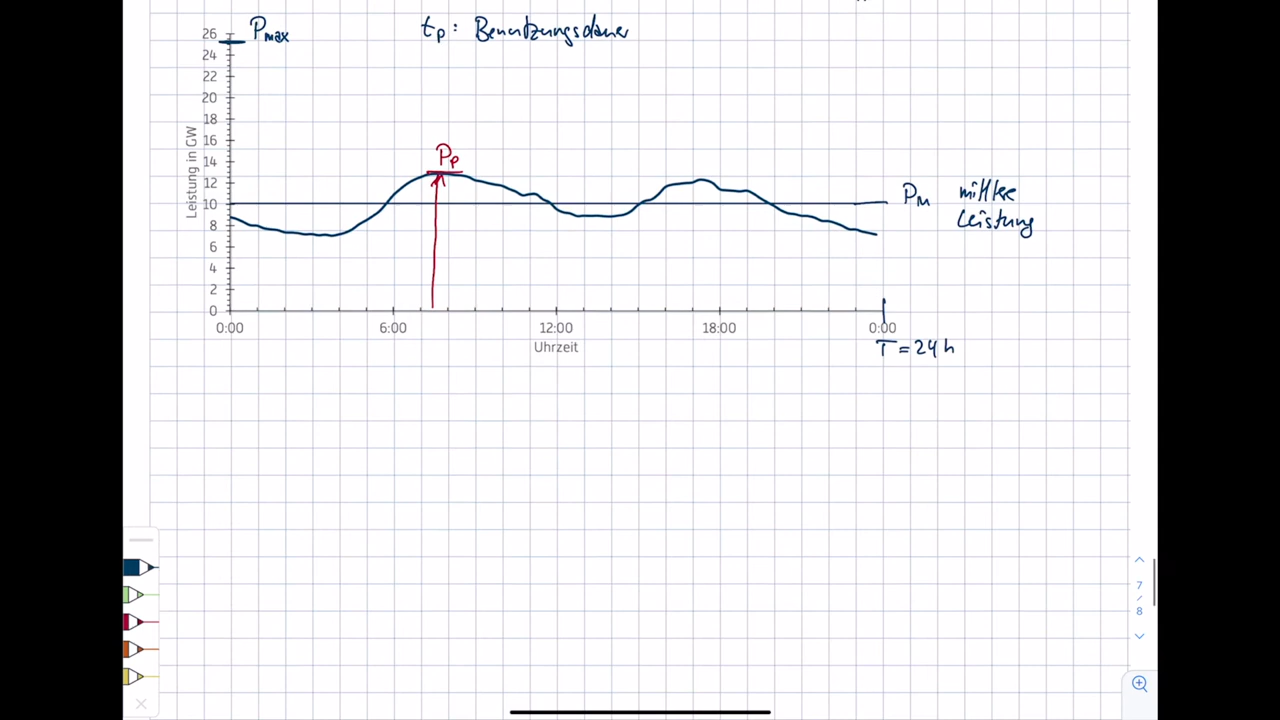 26 Pmax tp: Benutzungsdauer
24
22
20
18
16
14 Pp
12
10 PM mittlere
8 Leistung
6
4
2
0
Leistung in GW
0:00 6:00 12:00 18:00 0:00
Uhrzeit T = 24 h
7
/
8